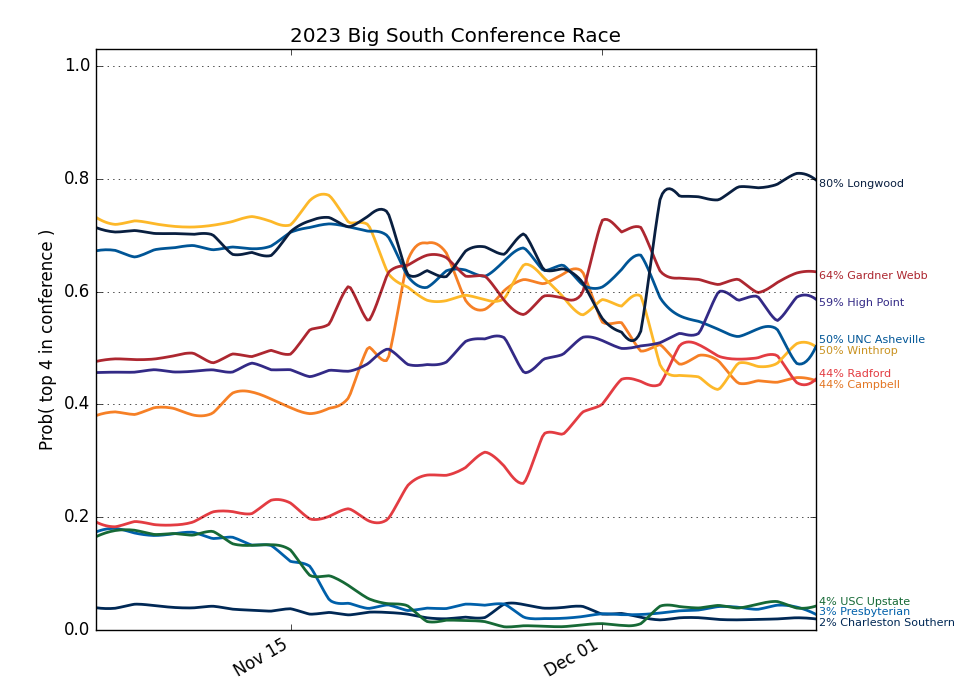 2023 Big South Conference Race
Prob( top 4 in conference )
1.0
0.8
0.6
0.4
0.2
0.0
Nov 15
Dec 01
80% Longwood
64% Gardner Webb
59% High Point
50% UNC Asheville
50% Winthrop
44% Radford
44% Campbell
4% USC Upstate
3% Presbyterian
2% Charleston Southern